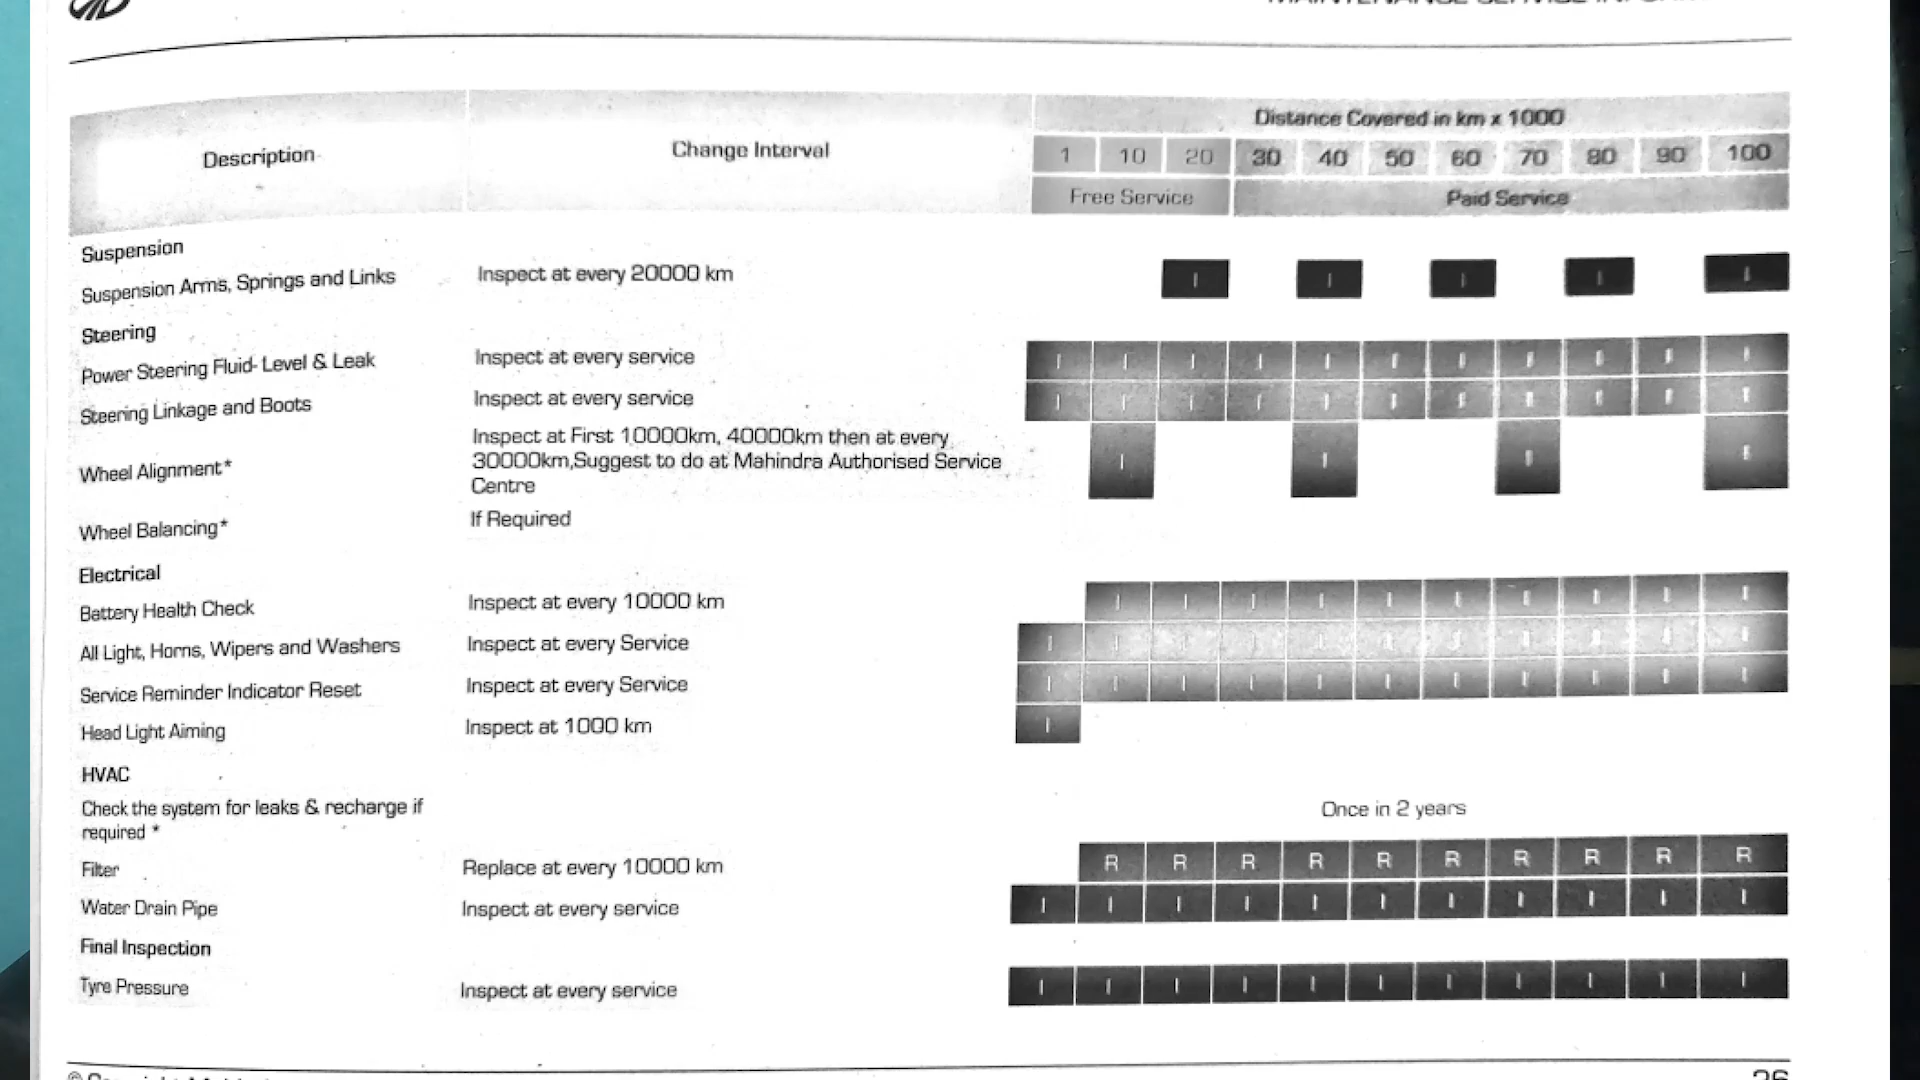 Description
Change Interval
Distance Covered in km x 1000
1 10 20 30 40 50 60 70 80 90 100
Free Service Paid Service
Suspension
Suspension Arms, Springs and Links Inspect at every 20000 km I I I I I
Steering
Power Steering Fluid- Level & Leak Inspect at every service I I I I I I I I I I I
Steering Linkage and Boots Inspect at every service I I I I I I I I I I I
Wheel Alignment* Inspect at First 10000km, 40000km then at every
30000km,Suggest to do at Mahindra Authorised Service
Centre I I I I
Wheel Balancing* If Required
Electrical
Battery Health Check Inspect at every 10000 km I I I I I I I I I I
All Light, Horns, Wipers and Washers Inspect at every Service I I I I I I I I I I I
Service Reminder Indicator Reset Inspect at every Service I I I I I I I I I I I
Head Light Aiming Inspect at 1000 km I
HVAC
Check the system for leaks & recharge if
required * Once in 2 years
Filter Replace at every 10000 km R R R R R R R R R R
Water Drain Pipe Inspect at every service I I I I I I I I I I I
Final Inspection
Tyre Pressure Inspect at every service I I I I I I I I I I I